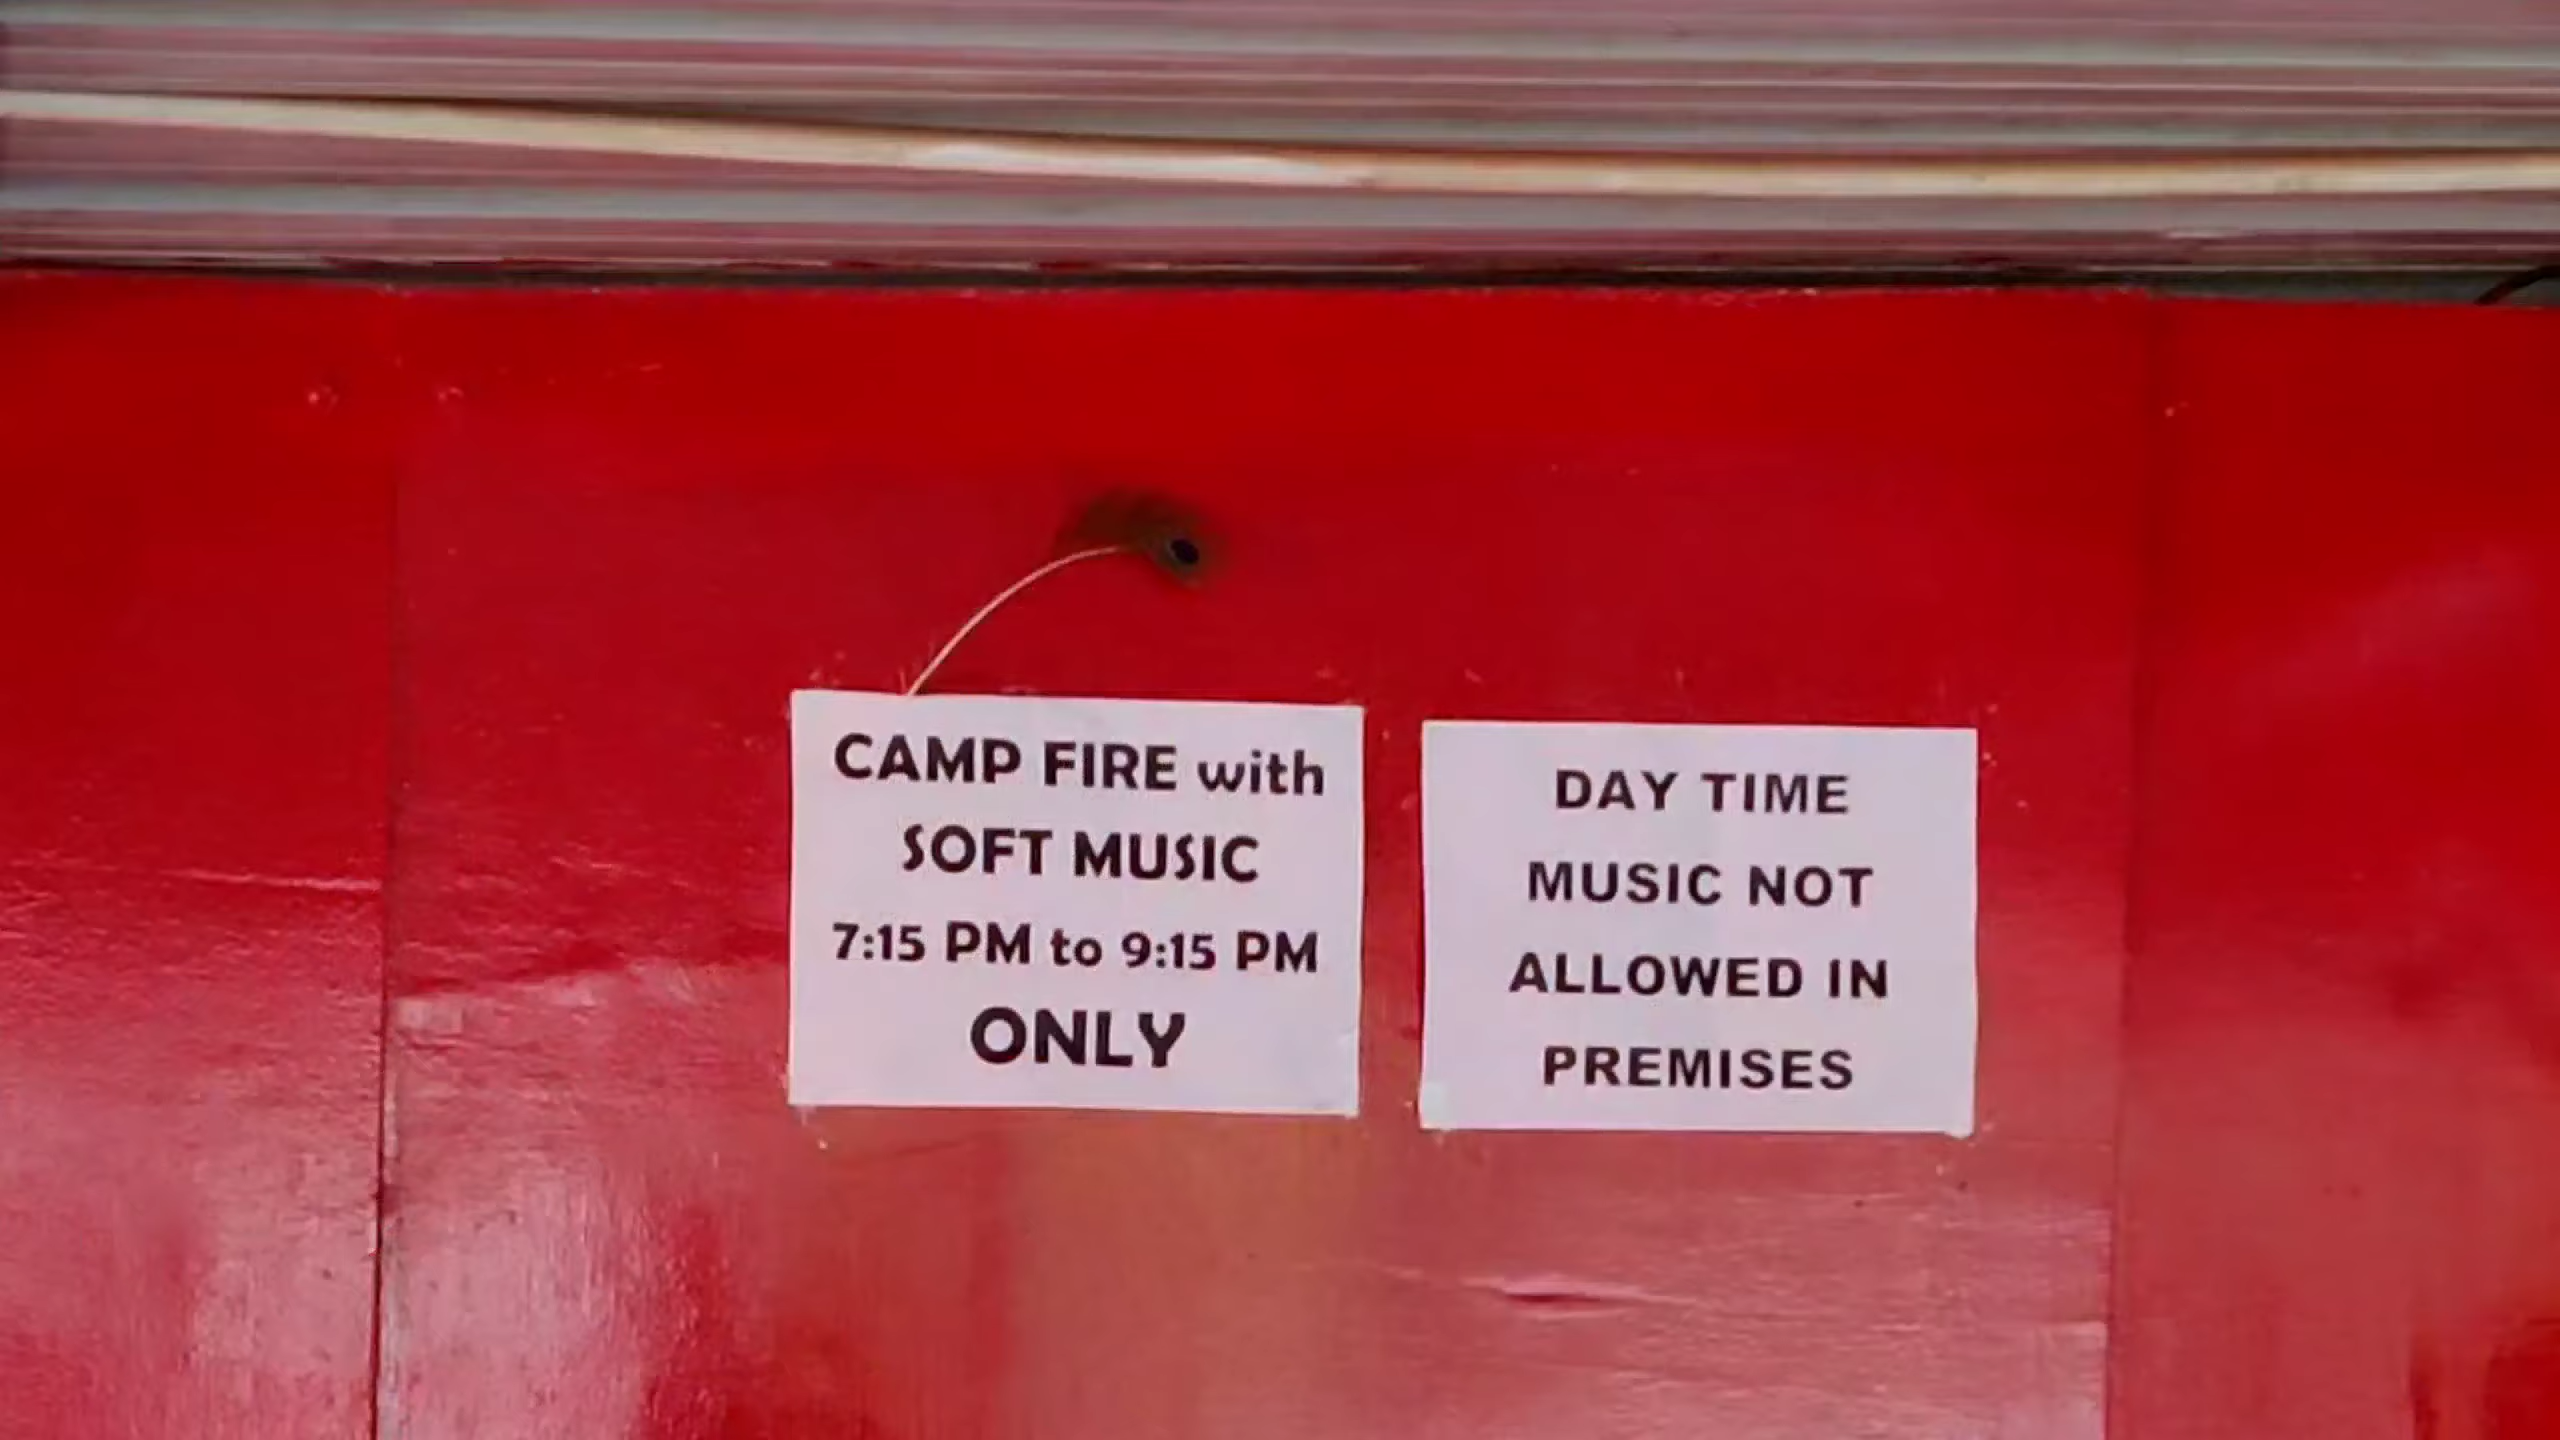 CAMP FIRE with
SOFT MUSIC
7:15 PM to 9:15 PM
ONLY
DAY TIME
MUSIC NOT
ALLOWED IN
PREMISES